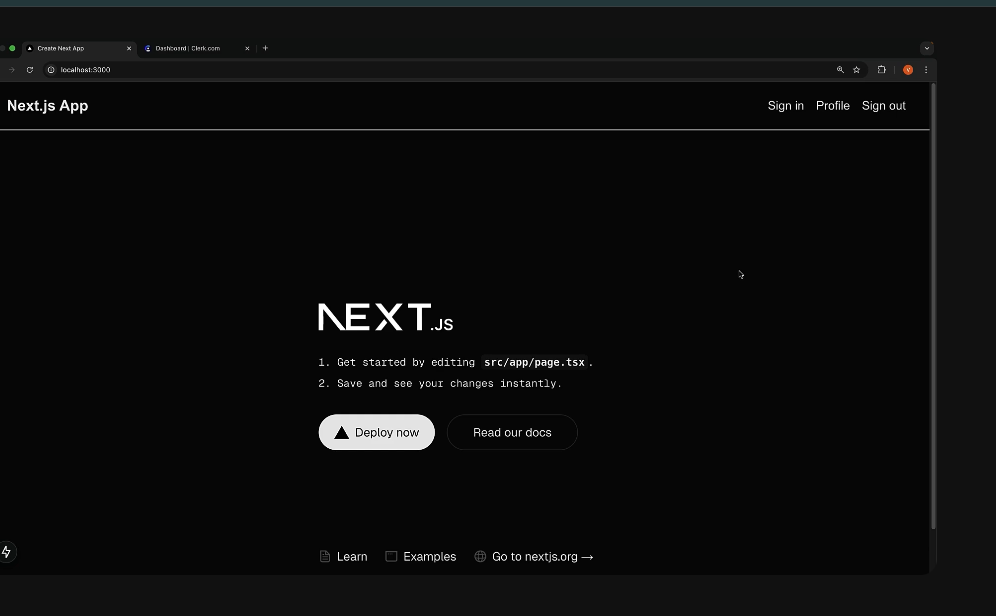 Create Next App
Dashboard | Clerk.com
localhost:3000
V
Next.js App
Sign in
Profile
Sign out
NEXT.JS
1. Get started by editing src/app/page.tsx.
2. Save and see your changes instantly.
Deploy now
Read our docs
Learn
Examples
Go to nextjs.org →